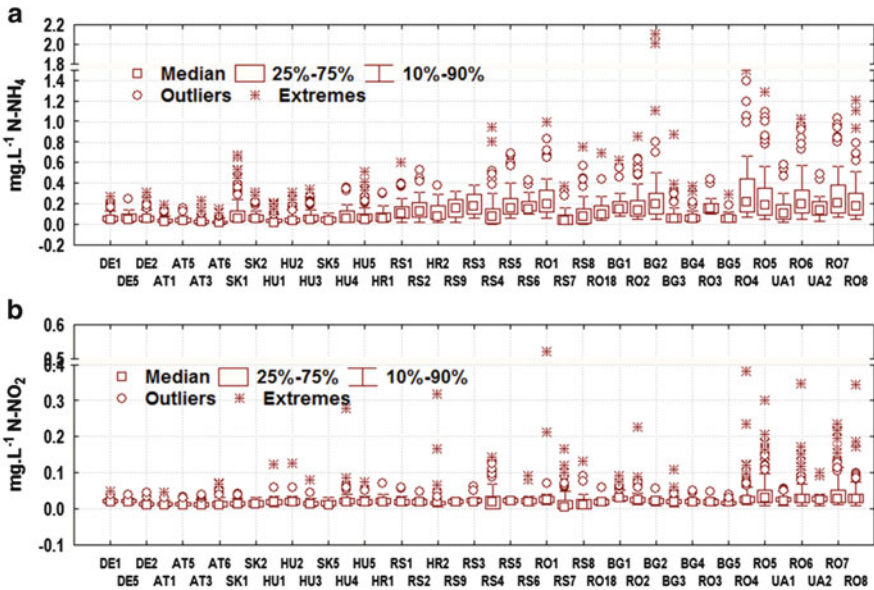 a
2.2
2.0
1.8
1.6
1.4
1.2
1.0
0.8
0.6
0.4
0.2
0.0
-0.2
mg.L-1 N-NH4
Median 25%-75% 10%-90%
Outliers Extremes
DE1 DE2 AT5 AT6 SK2 HU2 SK5 HU5 RS1 HR2 RS3 RS5 RO1 RS8 BG1 BG2 BG4 BG5 RO5 RO6 RO7
DE5 AT1 AT3 SK1 HU1 HU3 HU4 HR1 RS2 RS9 RS4 RS6 RS7 RO18 RO2 BG3 RO3 RO4 UA1 UA2 RO8
b
0.6
0.5
0.4
0.3
0.2
0.1
0.0
-0.1
mg.L-1 N-NO2
Median 25%-75% 10%-90%
Outliers Extremes
DE1 DE2 AT5 AT6 SK2 HU2 SK5 HU5 RS1 HR2 RS3 RS5 RO1 RS8 BG1 BG2 BG4 BG5 RO5 RO6 RO7
DE5 AT1 AT3 SK1 HU1 HU3 HU4 HR1 RS2 RS9 RS4 RS6 RS7 RO18 RO2 BG3 RO3 RO4 UA1 UA2 RO8